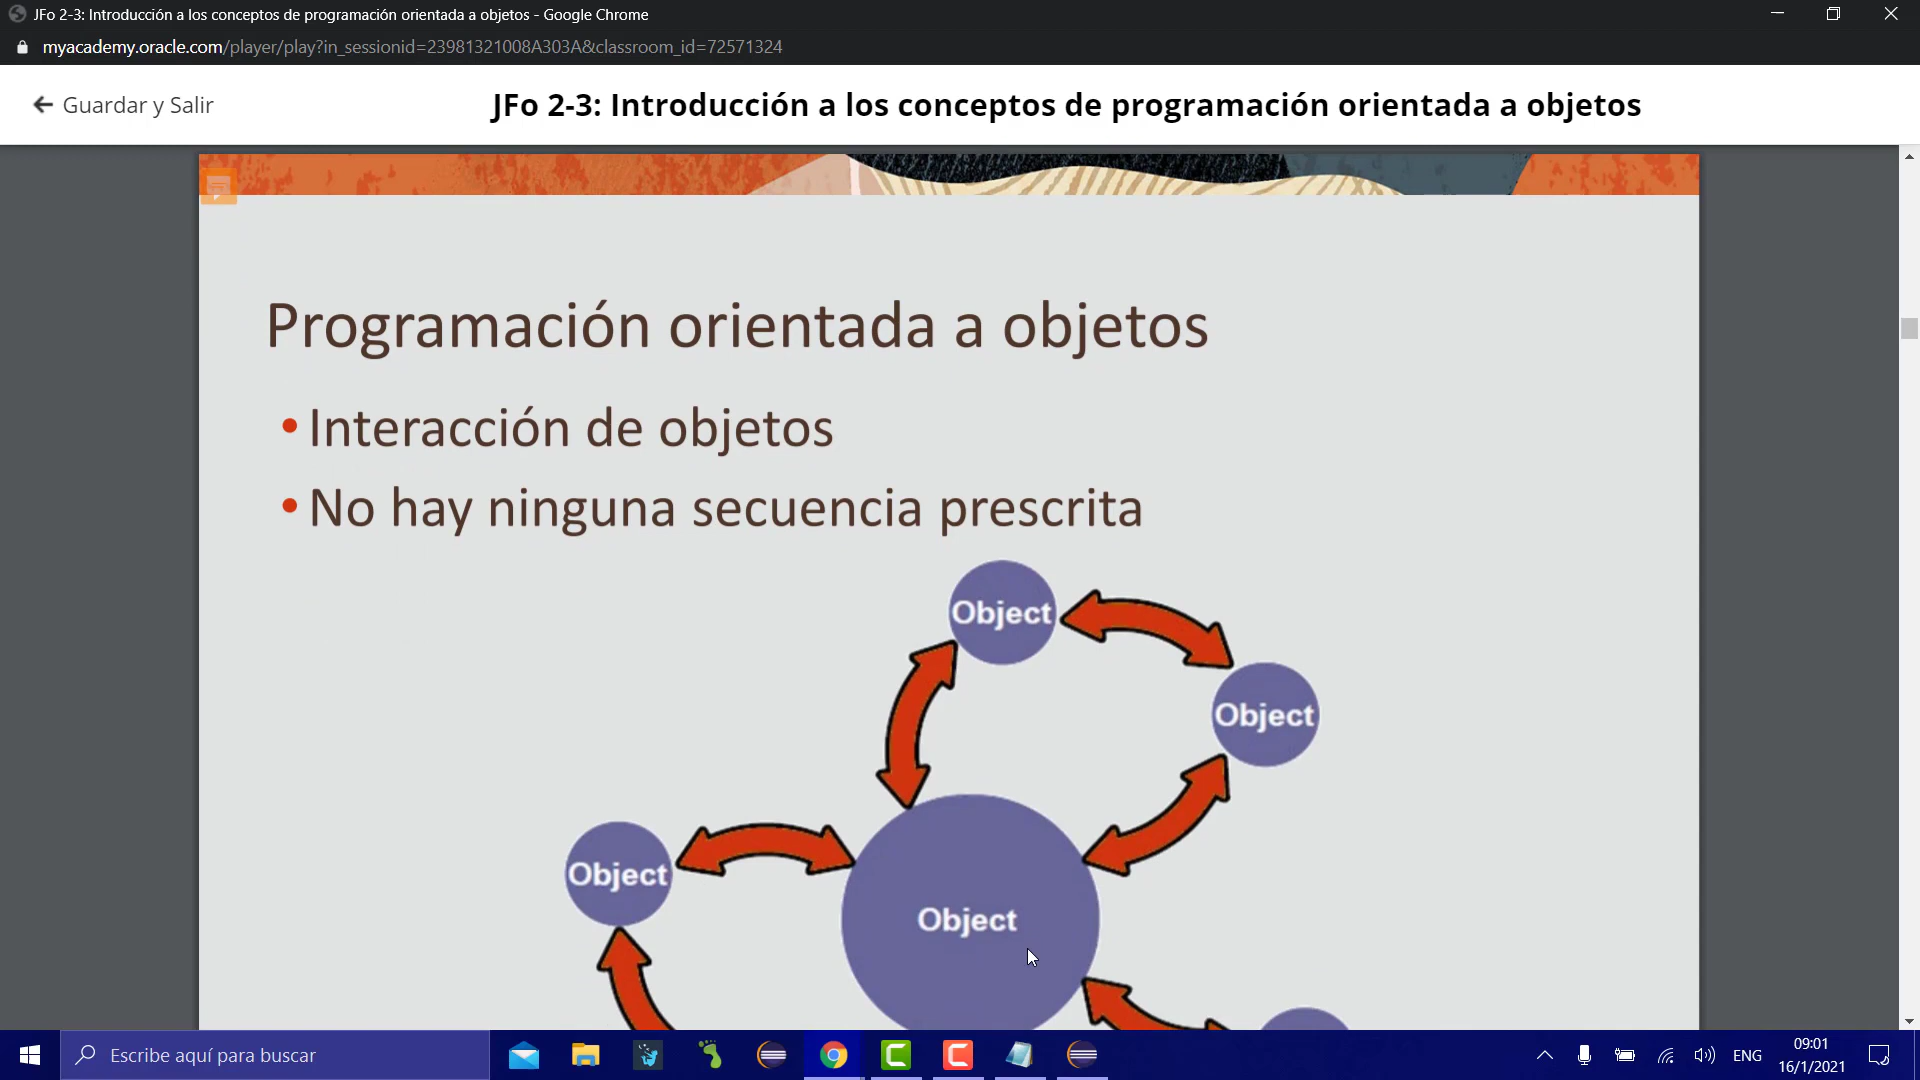 JFo 2-3: Introducción a los conceptos de programación orientada a objetos - Google Chrome
myacademy.oracle.com/player/play?in_sessionid=23981321008A303A&classroom_id=72571324
Guardar y Salir
JFo 2-3: Introducción a los conceptos de programación orientada a objetos
Programación orientada a objetos
• Interacción de objetos
• No hay ninguna secuencia prescrita
Object
Object
Object
Object
Escribe aquí para buscar
ENG
09:01
16/1/2021